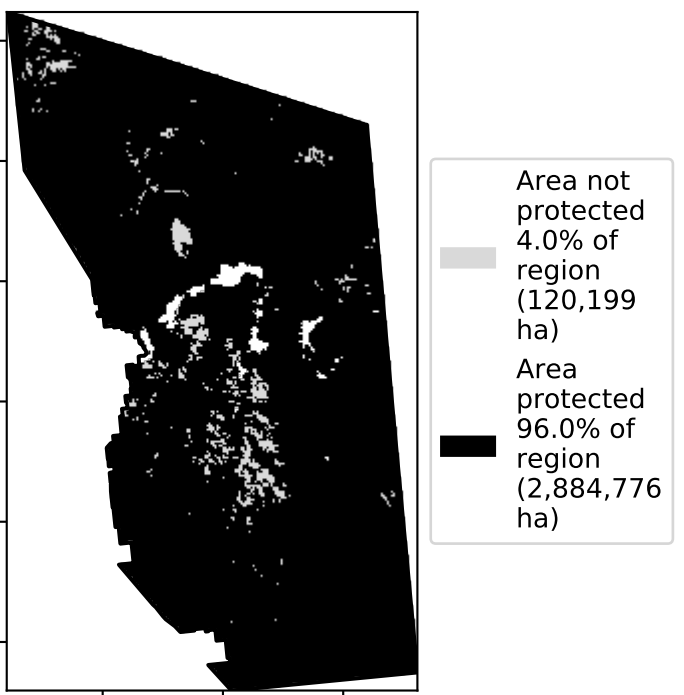 Area not
protected
4.0% of
region
(120,199
ha)
Area
protected
96.0% of
region
(2,884,776
ha)